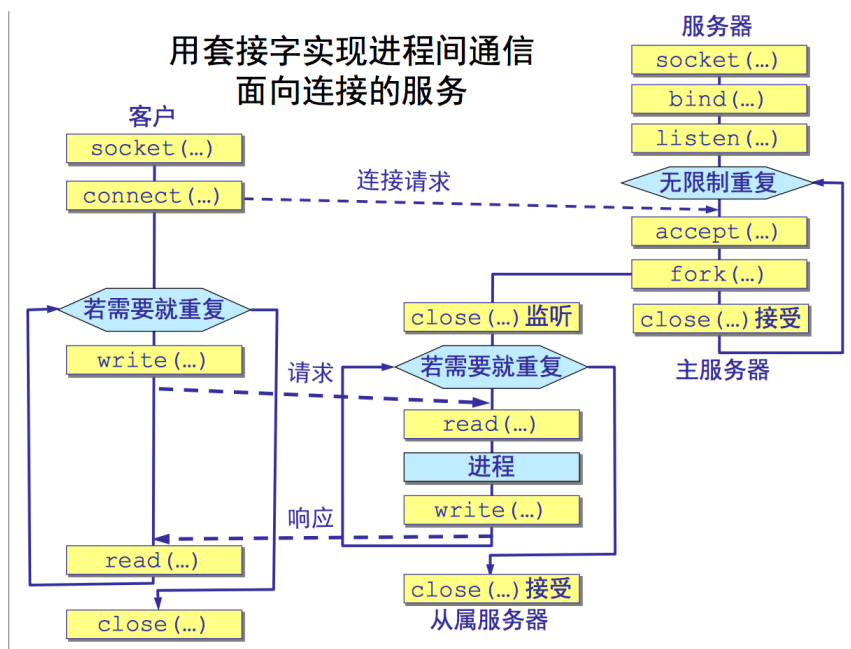 用套接字实现进程间通信
面向连接的服务
客户
socket(…)
connect(…)
连接请求
若需要就重复
write(…)
请求
响应
read(…)
close(…)
服务器
socket(…)
bind(…)
listen(…)
无限制重复
accept(…)
fork(…)
close(…)接受
主服务器
close(…)监听
若需要就重复
read(…)
进程
write(…)
close(…)接受
从属服务器